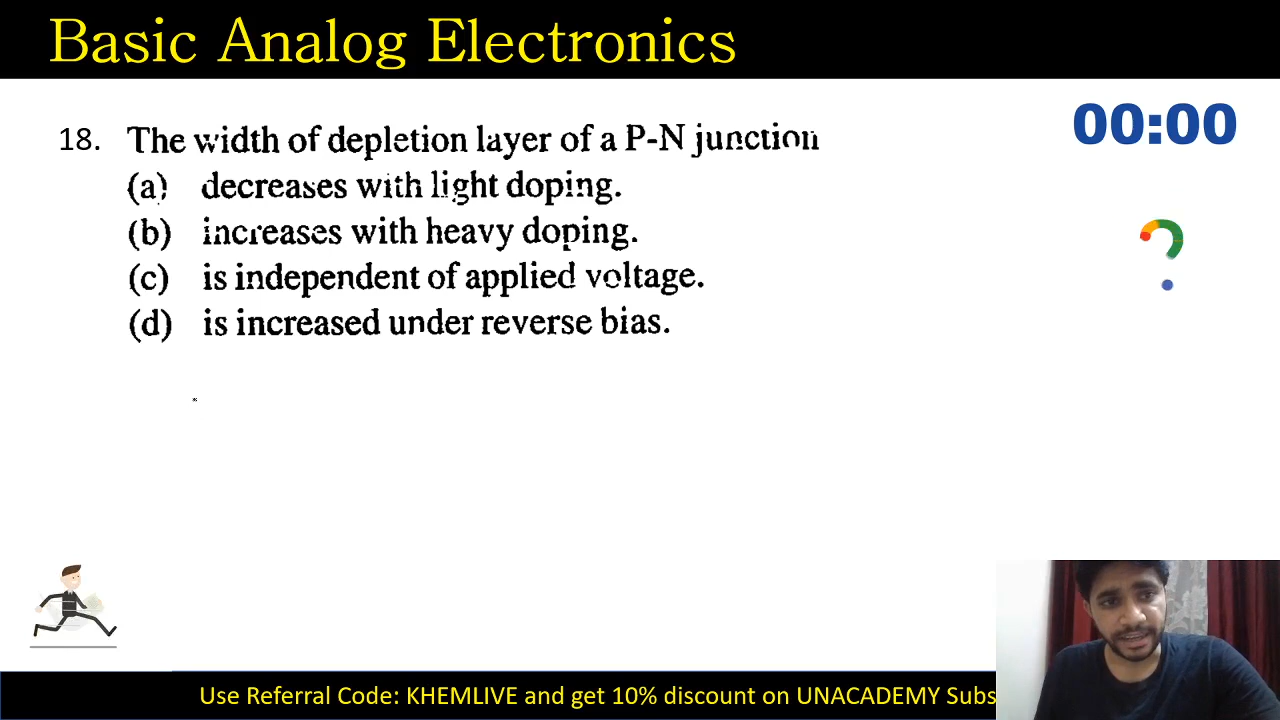 Basic Analog Electronics
00:00
18. The width of depletion layer of a P-N junction
(a) decreases with light doping.
(b) increases with heavy doping.
(c) is independent of applied voltage.
(d) is increased under reverse bias.
?
*
Use Referral Code: KHEMLIVE and get 10% discount on UNACADEMY Subs